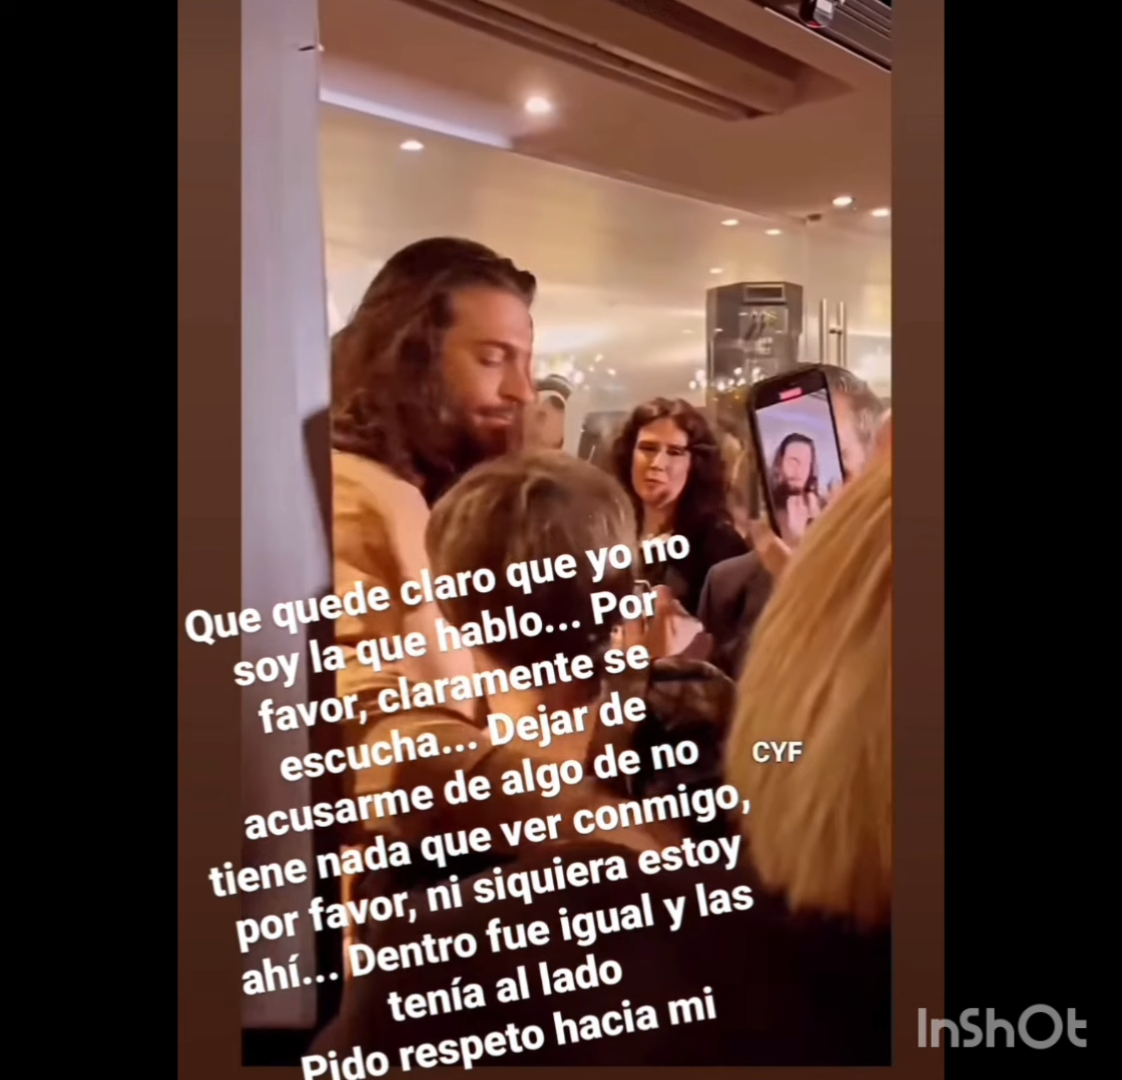 Que quede claro que yo no
soy la que hablo... Por
favor, claramente se
escucha... Dejar de
acusarme de algo de no
tiene nada que ver conmigo,
por favor, ni siquiera estoy
ahí... Dentro fue igual y las
tenía al lado
Pido respeto hacia mi
CYF
InShOt